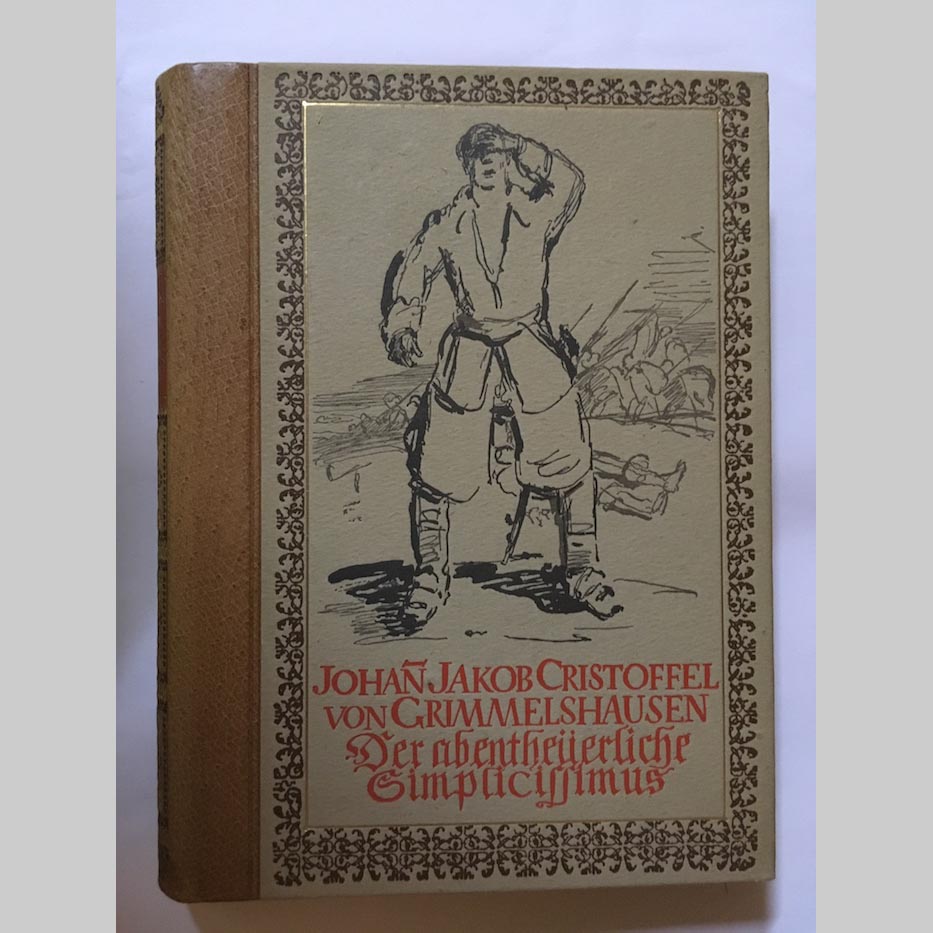 JOHAÑ JAKOB CRISTOFFEL
VON GRIMMELSHAUSEN
Der abentheüerliche
Simplicissimus